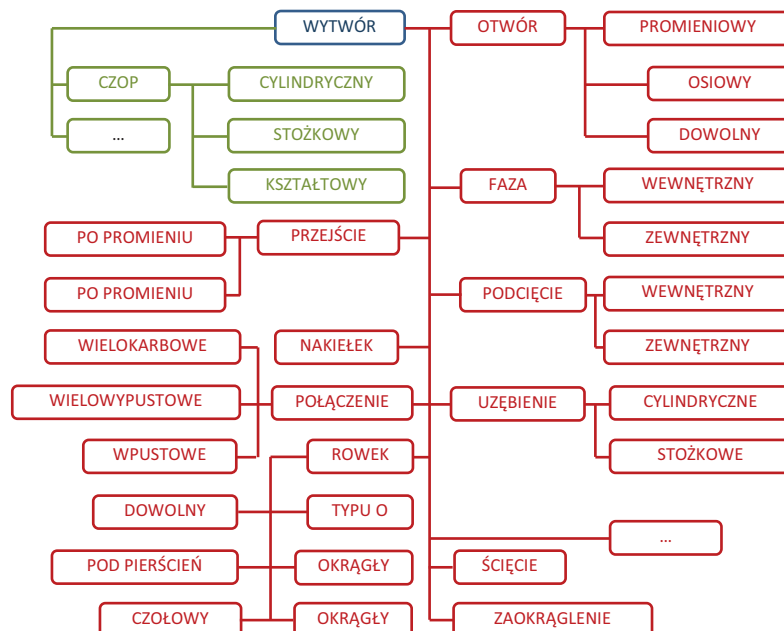 WYTWÓR
OTWÓR
PROMIENIOWY
CZOP
CYLINDRYCZNY
OSIOWY
...
STOŻKOWY
DOWOLNY
KSZTAŁTOWY
FAZA
WEWNĘTRZNY
PO PROMIENIU
PRZEJŚCIE
ZEWNĘTRZNY
PO PROMIENIU
PODCIĘCIE
WEWNĘTRZNY
WIELOKARBOWE
NAKIEŁEK
ZEWNĘTRZNY
WIELOWYPUSTOWE
POŁĄCZENIE
UZĘBIENIE
CYLINDRYCZNE
WPUSTOWE
ROWEK
STOŻKOWE
DOWOLNY
TYPU O
...
POD PIERŚCIEŃ
OKRĄGŁY
ŚCIĘCIE
CZOŁOWY
OKRĄGŁY
ZAOKRĄGLENIE